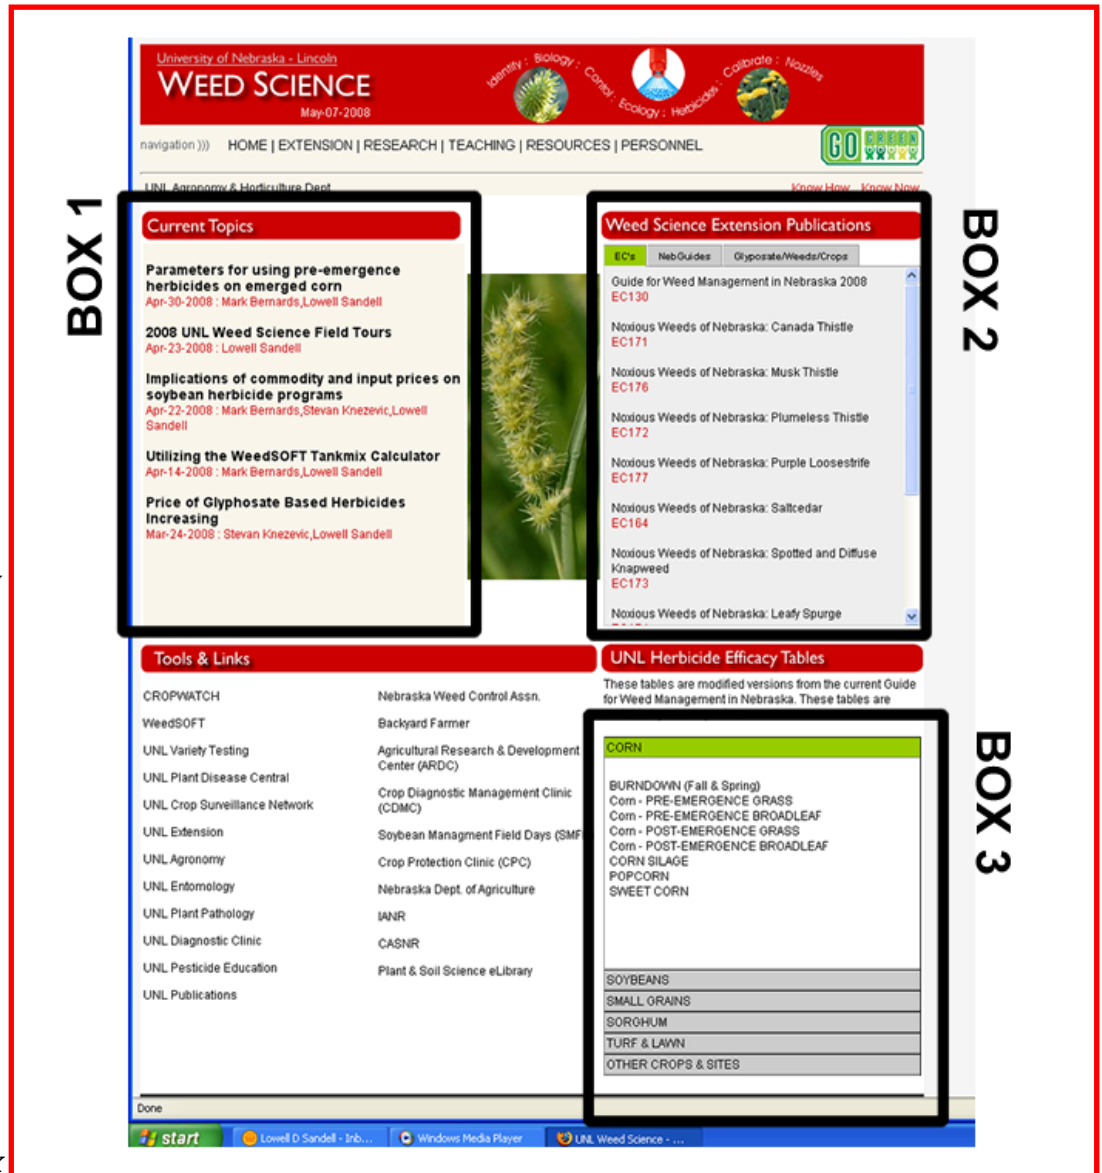 University of Nebraska - Lincoln
WEED SCIENCE
May-07-2008
Identity : Biology : Control : Ecology : Herbicides : Calibrate : Nozzles
navigation )))
HOME | EXTENSION | RESEARCH | TEACHING | RESOURCES | PERSONNEL
GO GREEN
UNL Agronomy & Horticulture Dept
Know How Know Now
BOX 1
Current Topics
Parameters for using pre-emergence
herbicides on emerged corn
Apr-30-2008 : Mark Bernards,Lowell Sandell
2008 UNL Weed Science Field Tours
Apr-23-2008 : Lowell Sandell
Implications of commodity and input prices on
soybean herbicide programs
Apr-22-2008 : Mark Bernards,Stevan Knezevic,Lowell
Sandell
Utilizing the WeedSOFT Tankmix Calculator
Apr-14-2008 : Mark Bernards,Lowell Sandell
Price of Glyphosate Based Herbicides
Increasing
Mar-24-2008 : Stevan Knezevic,Lowell Sandell
BOX 2
Weed Science Extension Publications
EC's NebGuides Glyposate/Weeds/Crops
Guide for Weed Management in Nebraska 2008
EC130
Noxious Weeds of Nebraska: Canada Thistle
EC171
Noxious Weeds of Nebraska: Musk Thistle
EC176
Noxious Weeds of Nebraska: Plumeless Thistle
EC172
Noxious Weeds of Nebraska: Purple Loosestrife
EC177
Noxious Weeds of Nebraska: Saltcedar
EC164
Noxious Weeds of Nebraska: Spotted and Diffuse
Knapweed
EC173
Noxious Weeds of Nebraska: Leafy Spurge
Tools & Links
CROPWATCH
WeedSOFT
UNL Variety Testing
UNL Plant Disease Central
UNL Crop Surveillance Network
UNL Extension
UNL Agronomy
UNL Entomology
UNL Plant Pathology
UNL Diagnostic Clinic
UNL Pesticide Education
UNL Publications
Nebraska Weed Control Assn.
Backyard Farmer
Agricultural Research & Development
Center (ARDC)
Crop Diagnostic Management Clinic
(CDMC)
Soybean Managment Field Days (SMF
Crop Protection Clinic (CPC)
Nebraska Dept. of Agriculture
IANR
CASNR
Plant & Soil Science eLibrary
UNL Herbicide Efficacy Tables
These tables are modified versions from the current Guide
for Weed Management in Nebraska. These tables are
BOX 3
CORN
BURNDOWN (Fall & Spring)
Corn - PRE-EMERGENCE GRASS
Corn - PRE-EMERGENCE BROADLEAF
Corn - POST-EMERGENCE GRASS
Corn - POST-EMERGENCE BROADLEAF
CORN SILAGE
POPCORN
SWEET CORN
SOYBEANS
SMALL GRAINS
SORGHUM
TURF & LAWN
OTHER CROPS & SITES
Done
start
Lowell D Sandell - Inb...
Windows Media Player
UNL Weed Science - ...